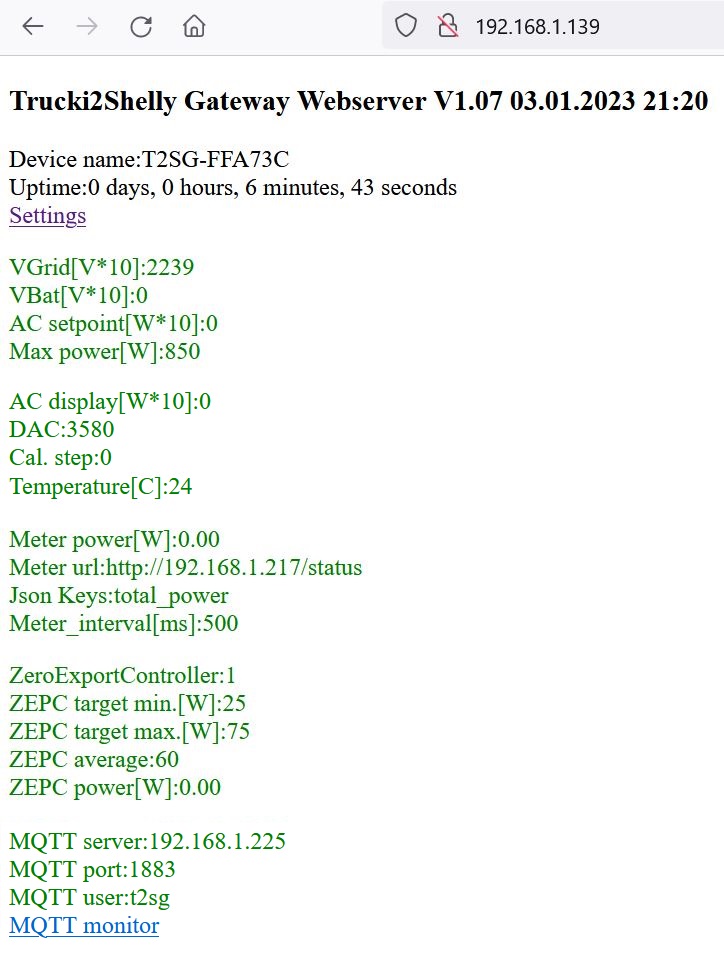 192.168.1.139
Trucki2Shelly Gateway Webserver V1.07 03.01.2023 21:20
Device name:T2SG-FFA73C
Uptime:0 days, 0 hours, 6 minutes, 43 seconds
Settings
VGrid[V*10]:2239
VBat[V*10]:0
AC setpoint[W*10]:0
Max power[W]:850
AC display[W*10]:0
DAC:3580
Cal. step:0
Temperature[C]:24
Meter power[W]:0.00
Meter url:http://192.168.1.217/status
Json Keys:total_power
Meter_interval[ms]:500
ZeroExportController:1
ZEPC target min.[W]:25
ZEPC target max.[W]:75
ZEPC average:60
ZEPC power[W]:0.00
MQTT server:192.168.1.225
MQTT port:1883
MQTT user:t2sg
MQTT monitor